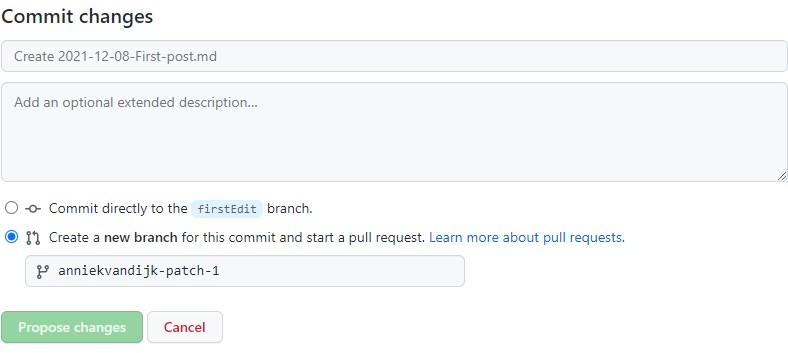 Commit changes
Create 2021-12-08-First-post.md
Add an optional extended description...
Commit directly to the firstEdit branch.
Create a new branch for this commit and start a pull request. Learn more about pull requests.
anniekvandijk-patch-1
Propose changes Cancel